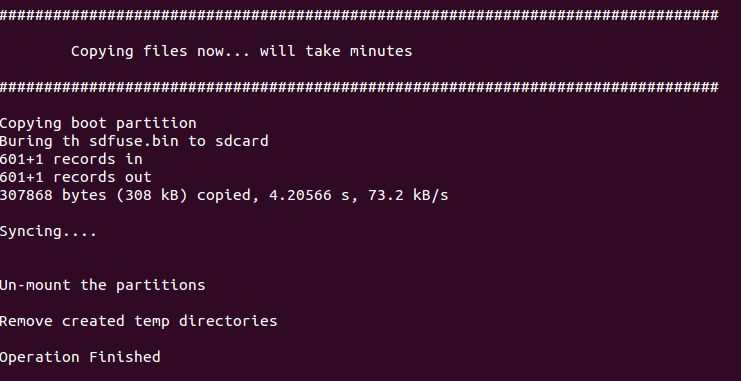 ################################################################################
Copying files now... will take minutes
################################################################################
Copying boot partition
Buring th sdfuse.bin to sdcard
601+1 records in
601+1 records out
307868 bytes (308 kB) copied, 4.20566 s, 73.2 kB/s
Syncing....
Un-mount the partitions
Remove created temp directories
Operation Finished